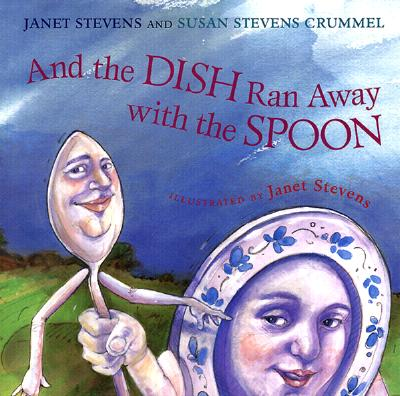 JANET STEVENS AND SUSAN STEVENS CRUMMEL
And the DISH Ran Away
with the SPOON
ILLUSTRATED BY Janet Stevens